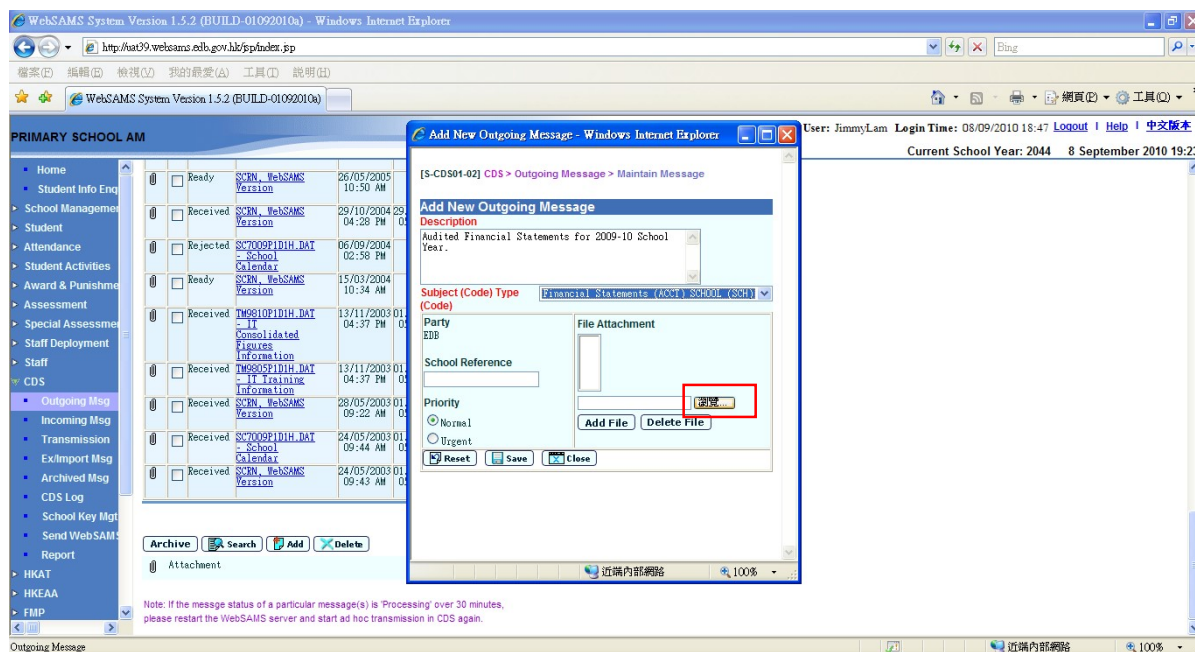 WebSAMS System Version 1.5.2 (BUILD-01092010a) - Windows Internet Explorer
http://uat39.websams.edb.gov.hk/jsp/index.jsp
Bing
檔案(F) 編輯(E) 檢視(V) 我的最愛(A) 工具(T) 說明(H)
WebSAMS System Version 1.5.2 (BUILD-01092010a)
網頁(P) 工具(O)
PRIMARY SCHOOL AM
User: JimmyLam Login Time: 08/09/2010 18:47 Logout | Help | 中文版本
Current School Year: 2044 8 September 2010 19:2
Home
Student Info Enq
School Managemen
Student
Attendance
Student Activities
Award & Punishme
Assessment
Special Assessmen
Staff Deployment
Staff
CDS
Outgoing Msg
Incoming Msg
Transmission
Ex/Import Msg
Archived Msg
CDS Log
School Key Mgt
Send WebSAMS
Report
HKAT
HKEAA
FMP
Ready SCRN, WebSAMS 26/05/2005
Version 10:50 AM
Received SCRN, WebSAMS 29/10/2004 29.
Version 04:28 PM 0
Rejected SC7009P1D1H.DAT 06/09/2004
- School 02:58 PM
Calendar
Ready SCRN, WebSAMS 15/03/2004
Version 10:34 AM
Received TM9810P1D1H.DAT 13/11/2003 01.
- IT 04:37 PM 0
Consolidated
Figures
Information
Received TM9805P1D1H.DAT 13/11/2003 01.
- IT Training 04:37 PM 0
Information
Received SCRN, WebSAMS 28/05/2003 01.
Version 09:22 AM 0
Received SC7009P1D1H.DAT 24/05/2003 01.
- School 09:44 AM 0
Calendar
Received SCRN, WebSAMS 24/05/2003 01.
Version 09:43 AM 0
Archive Search Add Delete
Attachment
Note: If the messge status of a particular message(s) is 'Processing' over 30 minutes,
please restart the WebSAMS server and start ad hoc transmission in CDS again.
Add New Outgoing Message - Windows Internet Explorer
[S-CDS01-02] CDS > Outgoing Message > Maintain Message
Add New Outgoing Message
Description
Audited Financial Statements for 2009-10 School
Year.
Subject (Code) Type Financial Statements (ACCT) SCHOOL (SCH)
(Code)
Party File Attachment
EDB
School Reference
Priority 瀏覽...
Normal Add File Delete File
Urgent
Reset Save Close
近端內部網路 100%
Outgoing Message 近端內部網路 100%